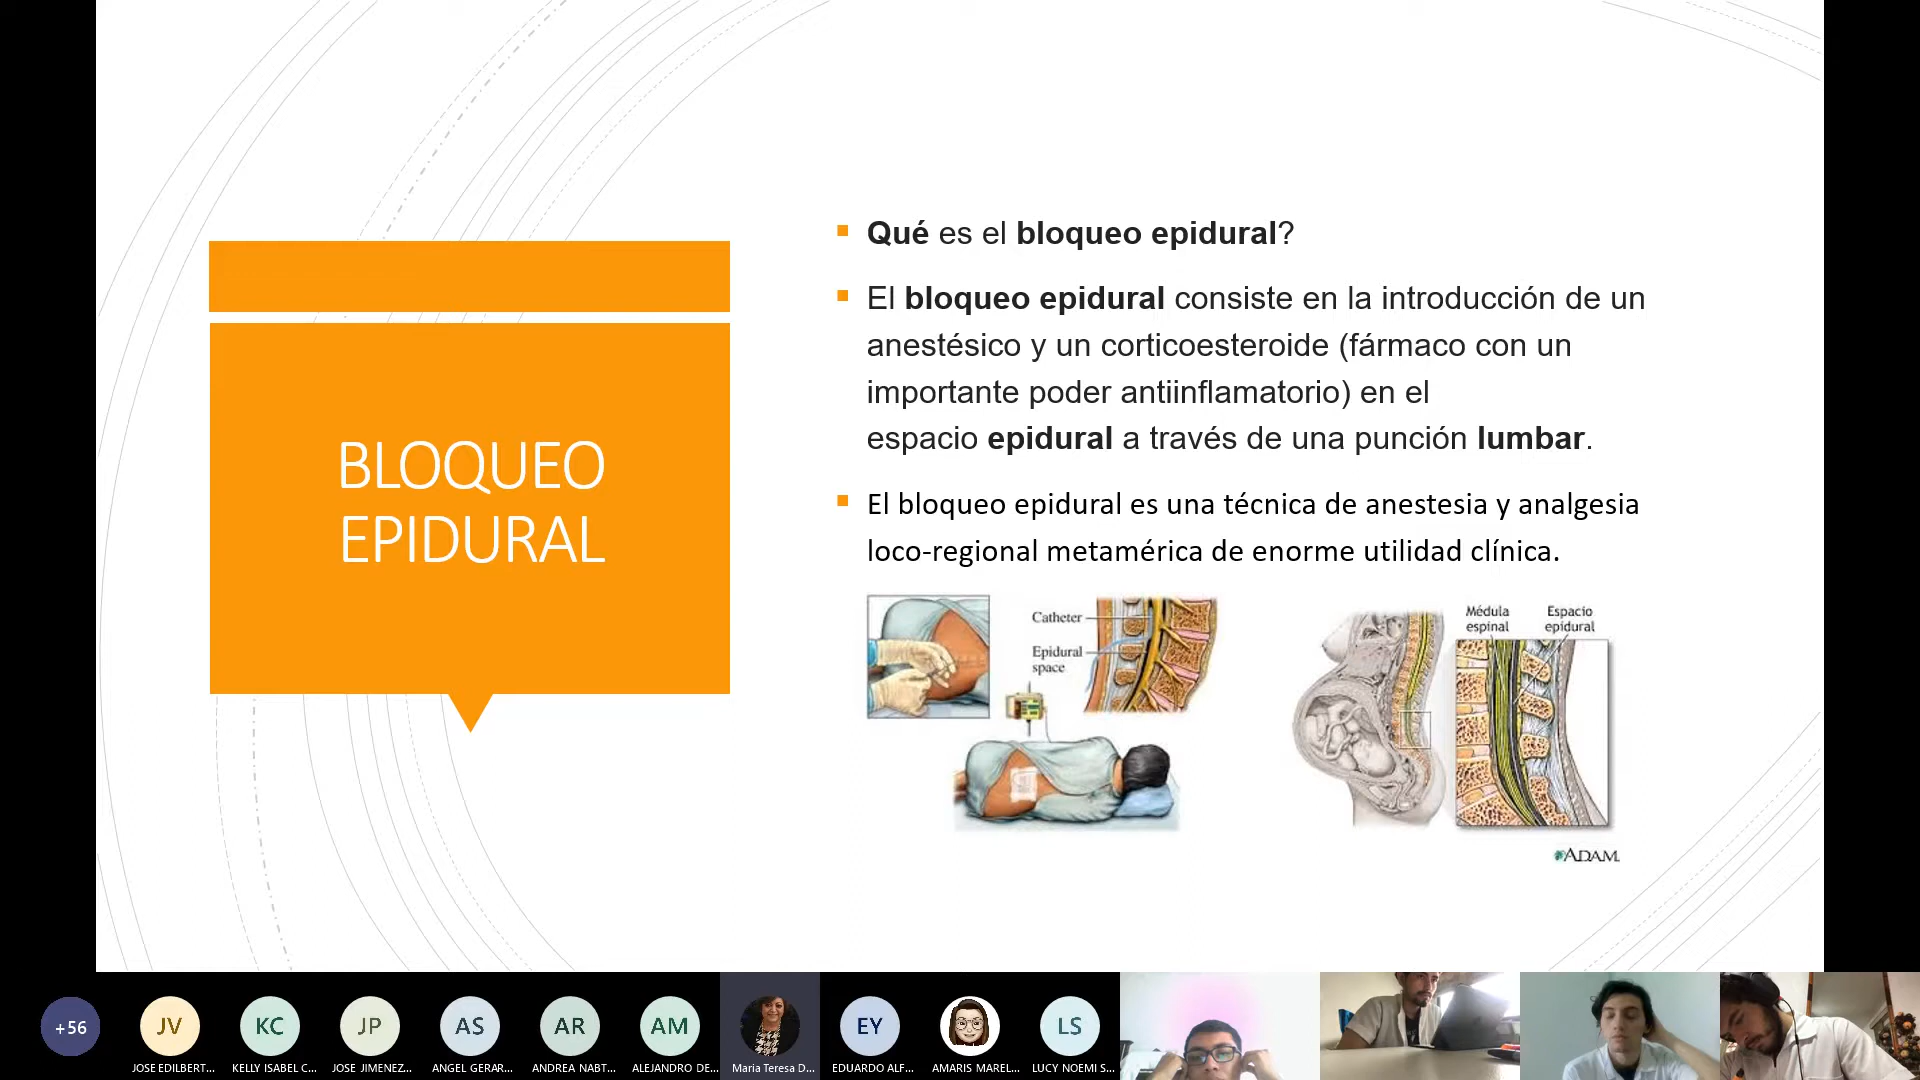 BLOQUEO
EPIDURAL
Qué es el bloqueo epidural?
El bloqueo epidural consiste en la introducción de un
anestésico y un corticoesteroide (fármaco con un
importante poder antiinflamatorio) en el
espacio epidural a través de una punción lumbar.
El bloqueo epidural es una técnica de anestesia y analgesia
loco-regional metamérica de enorme utilidad clínica.
Catheter
Epidural
space
Médula
espinal
Espacio
epidural
ADAM
+56
JV
KC
JP
AS
AR
AM
EY
LS
JOSE EDILBERT...
KELLY ISABEL C...
JOSE JIMENEZ...
ANGEL GERAR...
ANDREA NABT...
ALEJANDRO DE...
Maria Teresa D...
EDUARDO ALF...
AMARIS MAREL...
LUCY NOEMI S...